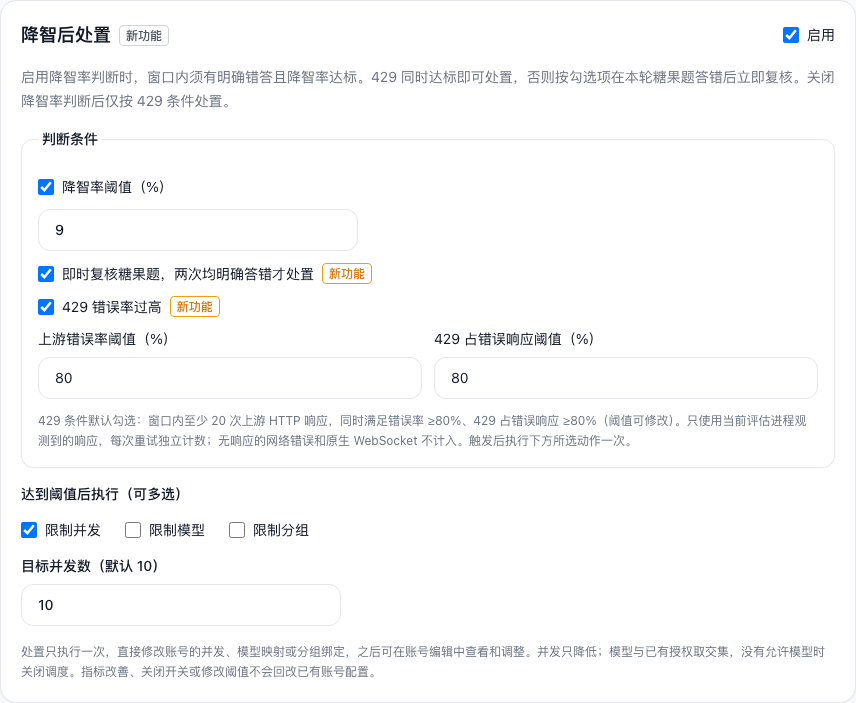 降智后处置 新功能 启用
启用降智率判断时，窗口内须有明确错答且降智率达标。429 同时达标即可处置，否则按勾选项在本轮糖果题答错后立即复核。关闭
降智率判断后仅按 429 条件处置。
判断条件
降智率阈值（%）
9
即时复核糖果题，两次均明确答错才处置 新功能
429 错误率过高 新功能
上游错误率阈值（%） 429 占错误响应阈值（%）
80 80
429 条件默认勾选：窗口内至少 20 次上游 HTTP 响应，同时满足错误率 ≥80%、429 占错误响应 ≥80%（阈值可修改）。只使用当前评估进程观
测到的响应，每次重试独立计数；无响应的网络错误和原生 WebSocket 不计入。触发后执行下方所选动作一次。
达到阈值后执行（可多选）
限制并发 限制模型 限制分组
目标并发数（默认 10）
10
处置只执行一次，直接修改账号的并发、模型映射或分组绑定，之后可在账号编辑中查看和调整。并发只降低；模型与已有授权取交集，没有允许模型时
关闭调度。指标改善、关闭开关或修改阈值不会回改已有账号配置。